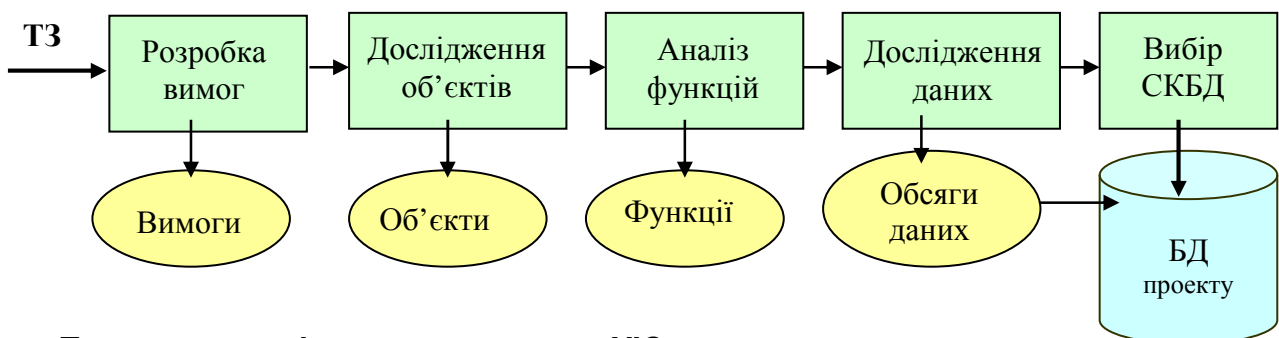 ТЗ
Розробка
вимог
Дослідження
об’єктів
Аналіз
функцій
Дослідження
даних
Вибір
СКБД
Вимоги
Об’єкти
Функції
Обсяги
даних
БД
проекту